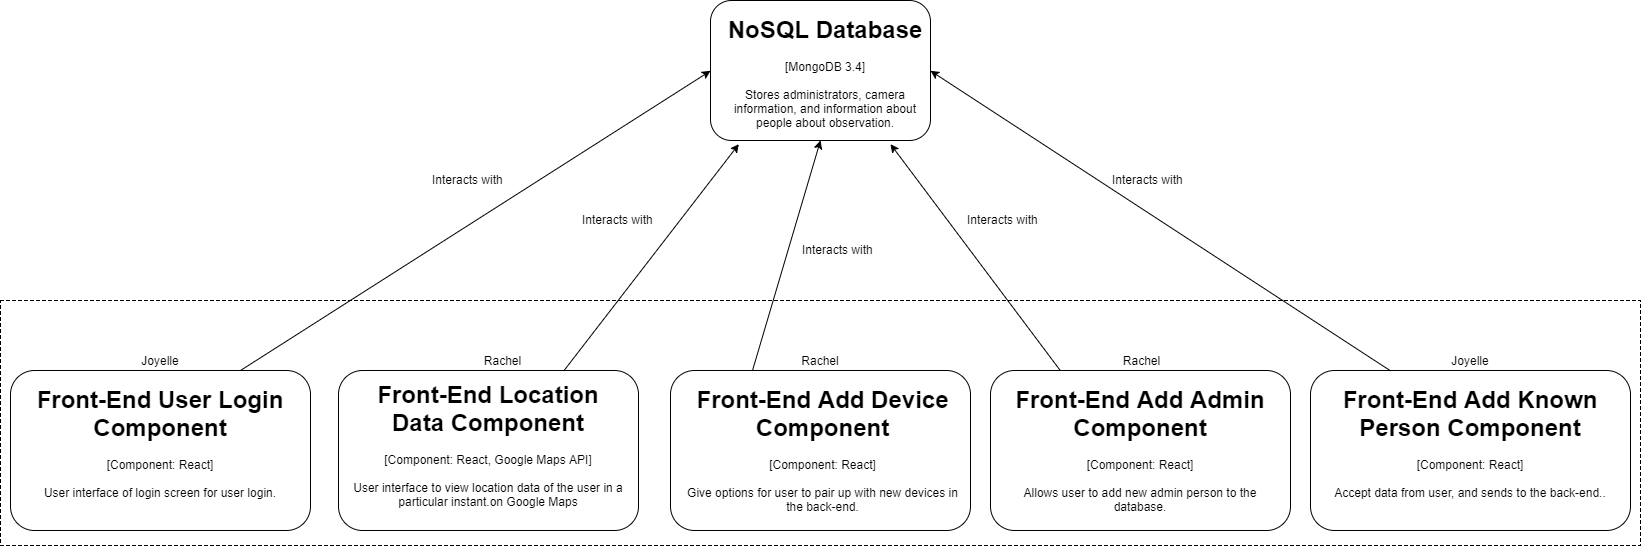 NoSQL Database
[MongoDB 3.4]
Stores administrators, camera
information, and information about
people about observation.
Interacts with
Interacts with
Interacts with
Interacts with
Interacts with
Joyelle
Front-End User Login
Component
[Component: React]
User interface of login screen for user login.
Rachel
Front-End Location
Data Component
[Component: React, Google Maps API]
User interface to view location data of the user in a
particular instant.on Google Maps
Rachel
Front-End Add Device
Component
[Component: React]
Give options for user to pair up with new devices in
the back-end.
Rachel
Front-End Add Admin
Component
[Component: React]
Allows user to add new admin person to the
database.
Joyelle
Front-End Add Known
Person Component
[Component: React]
Accept data from user, and sends to the back-end..